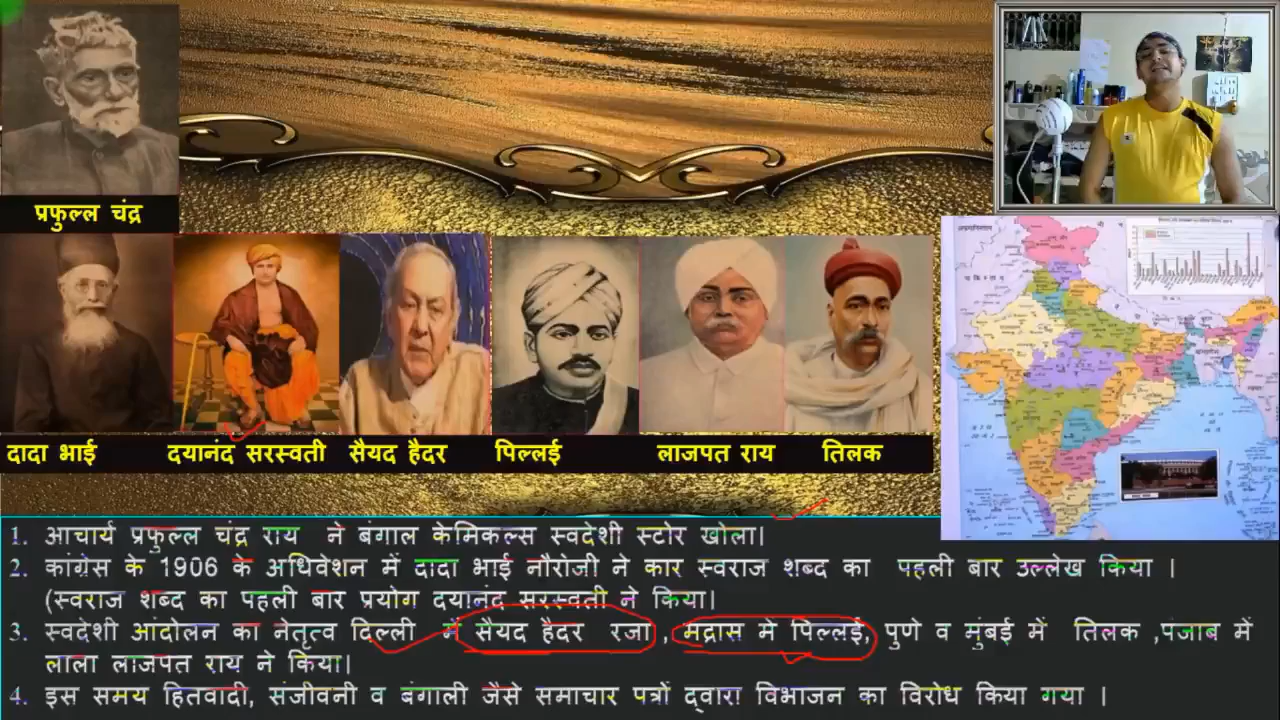 प्रफुल्ल चंद्र
दादा भाई
दयानंद सरस्वती
सैयद हैदर
पिल्लई
लाजपत राय
तिलक
1. आचार्य प्रफुल्ल चंद्र राय ने बंगाल केमिकल्स स्वदेशी स्टोर खोला।
2. कांग्रेस के 1906 के अधिवेशन में दादा भाई नौरोजी ने कार स्वराज शब्द का पहली बार उल्लेख किया ।
(स्वराज शब्द का पहली बार प्रयोग दयानंद सरस्वती ने किया।
3. स्वदेशी आंदोलन का नेतृत्व दिल्ली में सैयद हैदर रजा , मद्रास में पिल्लई, पुणे व मुंबई में तिलक ,पंजाब में
लाला लाजपत राय ने किया।
4. इस समय हितवादी, संजीवनी व बंगाली जैसे समाचार पत्रों द्वारा विभाजन का विरोध किया गया ।